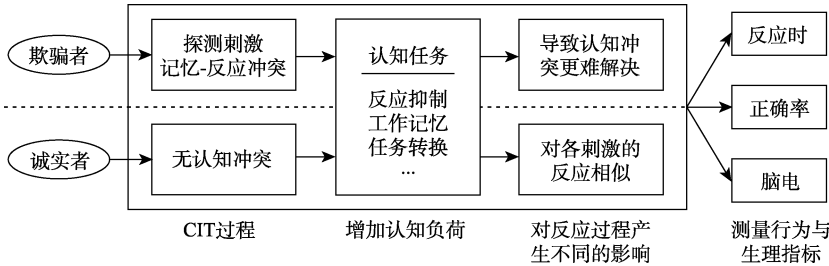 欺骗者
探测刺激
记忆-反应冲突
认知任务
反应抑制
工作记忆
任务转换
...
导致认知冲
突更难解决
反应时
正确率
脑电
诚实者
无认知冲突
对各刺激的
反应相似
CIT过程
增加认知负荷
对反应过程产
生不同的影响
测量行为与
生理指标